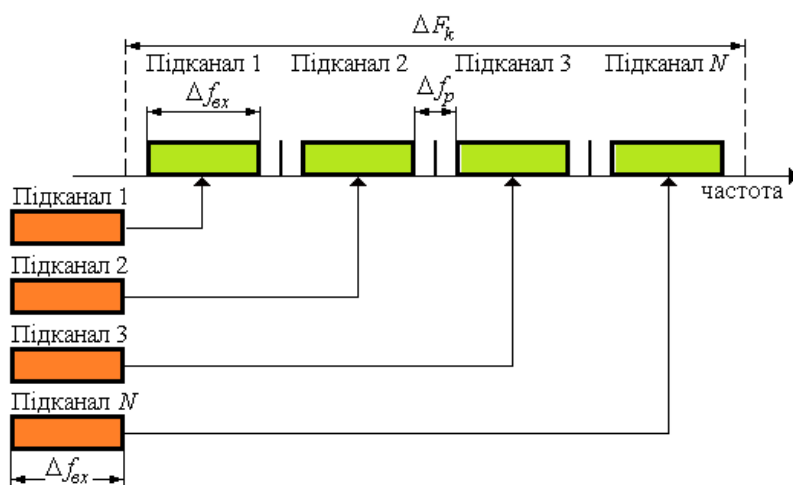 ΔF_k
Підканал 1 Підканал 2 Підканал 3 Підканал N
Δf_вх Δf_p
частота
Підканал 1
Підканал 2
Підканал 3
Підканал N
Δf_вх